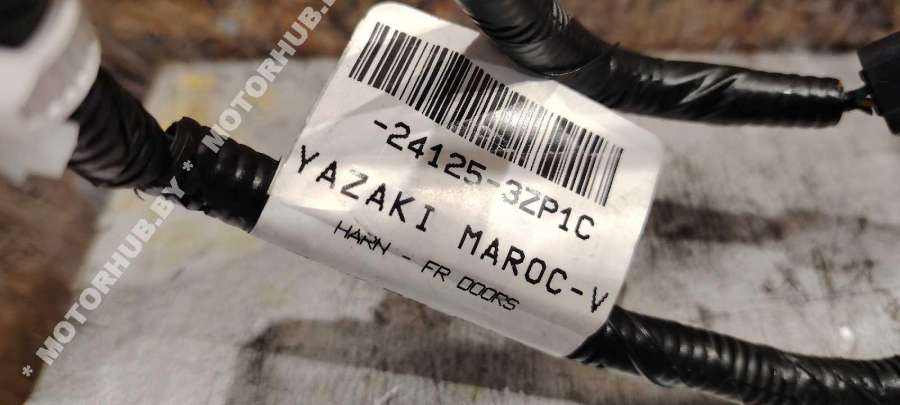 -24125-3ZP1C
YAZAKI MAROC-V
HARN - FR DOORS
* MOTORHUB.BY * MOTORHUB.BY